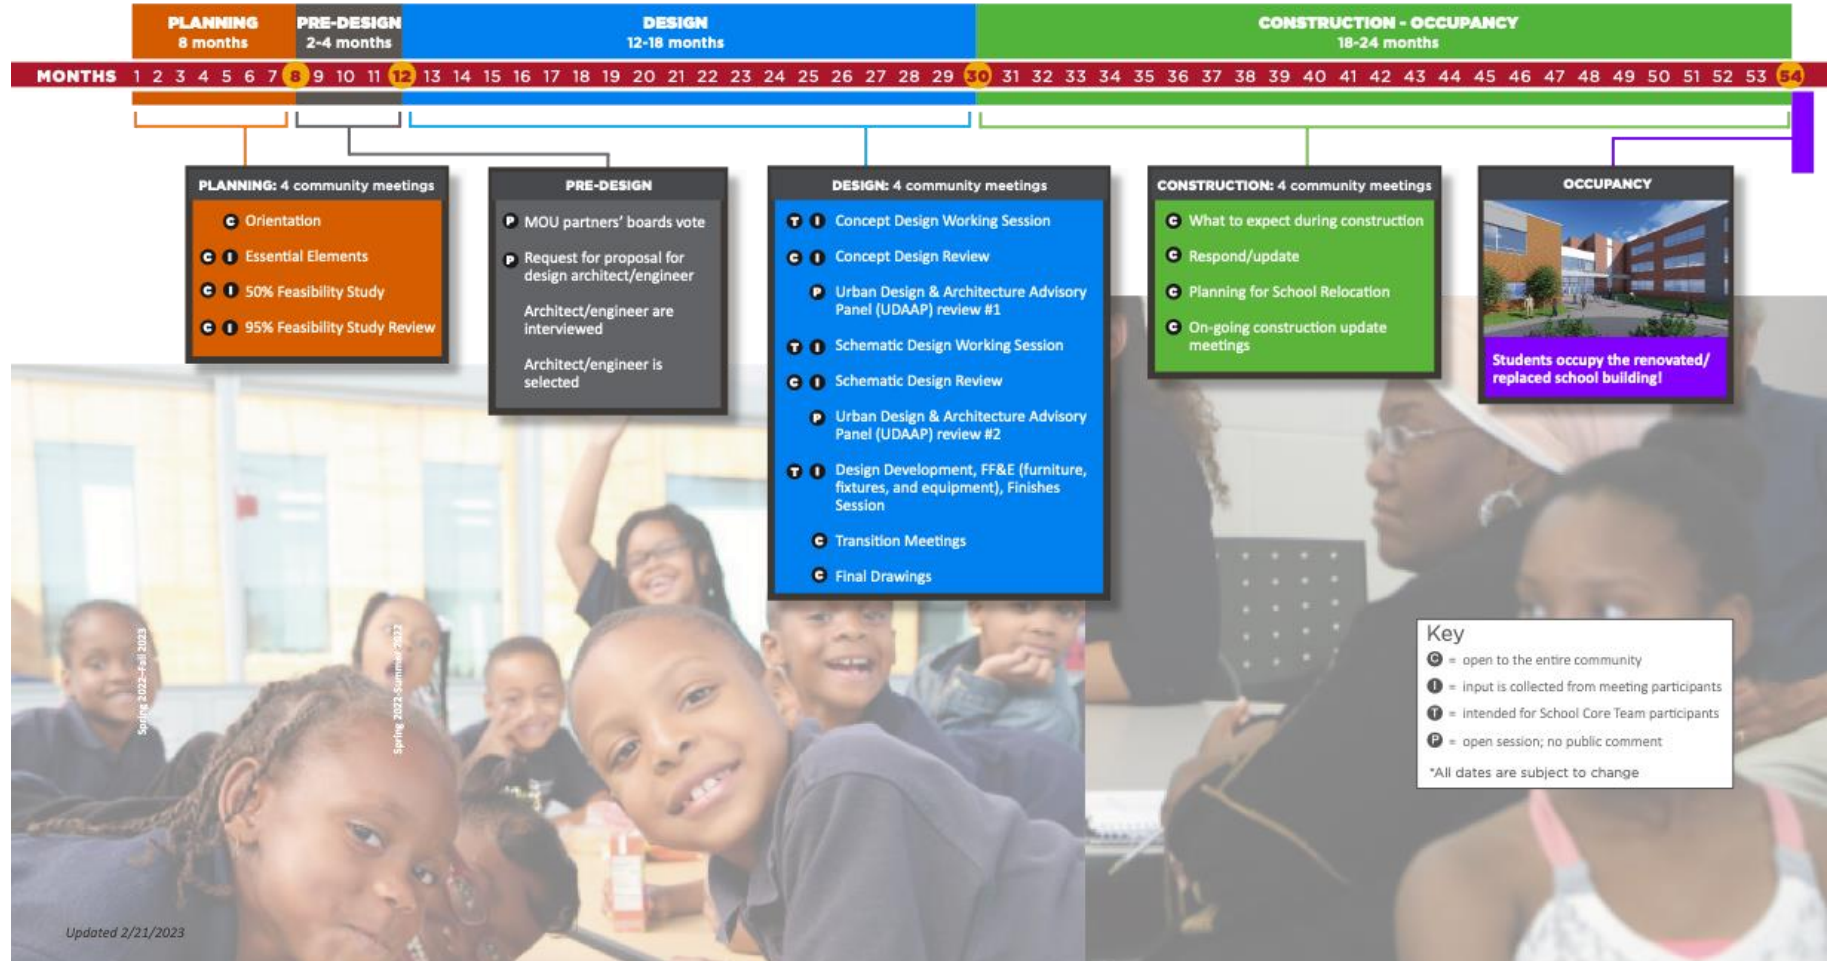 PLANNING
8 months
PRE-DESIGN
2-4 months
DESIGN
12-18 months
CONSTRUCTION - OCCUPANCY
18-24 months
MONTHS 1 2 3 4 5 6 7 8 9 10 11 12 13 14 15 16 17 18 19 20 21 22 23 24 25 26 27 28 29 30 31 32 33 34 35 36 37 38 39 40 41 42 43 44 45 46 47 48 49 50 51 52 53 54
PLANNING: 4 community meetings
C Orientation
C I Essential Elements
C I 50% Feasibility Study
C I 95% Feasibility Study Review
PRE-DESIGN
P MOU partners' boards vote
P Request for proposal for
design architect/engineer
Architect/engineer are
interviewed
Architect/engineer is
selected
DESIGN: 4 community meetings
T I Concept Design Working Session
C I Concept Design Review
P Urban Design & Architecture Advisory
Panel (UDAAP) review #1
T I Schematic Design Working Session
C I Schematic Design Review
P Urban Design & Architecture Advisory
Panel (UDAAP) review #2
T I Design Development, FF&E (furniture,
fixtures, and equipment), Finishes
Session
C Transition Meetings
C Final Drawings
CONSTRUCTION: 4 community meetings
C What to expect during construction
C Respond/update
C Planning for School Relocation
C On-going construction update
meetings
OCCUPANCY
Students occupy the renovated/
replaced school building!
Spring 2022-Fall 2023
Spring 2022-Summer 2022
Key
C = open to the entire community
I = input is collected from meeting participants
T = intended for School Core Team participants
P = open session; no public comment
*All dates are subject to change
Updated 2/21/2023